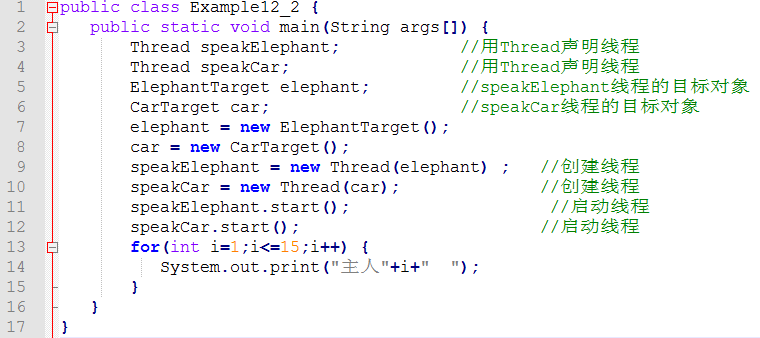 1 public class Example12_2 {
2 public static void main(String args[]) {
3 Thread speakElephant; //用Thread声明线程
4 Thread speakCar; //用Thread声明线程
5 ElephantTarget elephant; //speakElephant线程的目标对象
6 CarTarget car; //speakCar线程的目标对象
7 elephant = new ElephantTarget();
8 car = new CarTarget();
9 speakElephant = new Thread(elephant) ; //创建线程
10 speakCar = new Thread(car); //创建线程
11 speakElephant.start(); //启动线程
12 speakCar.start(); //启动线程
13 for(int i=1;i<=15;i++) {
14 System.out.print("主人"+i+"  ");
15 }
16 }
17 }